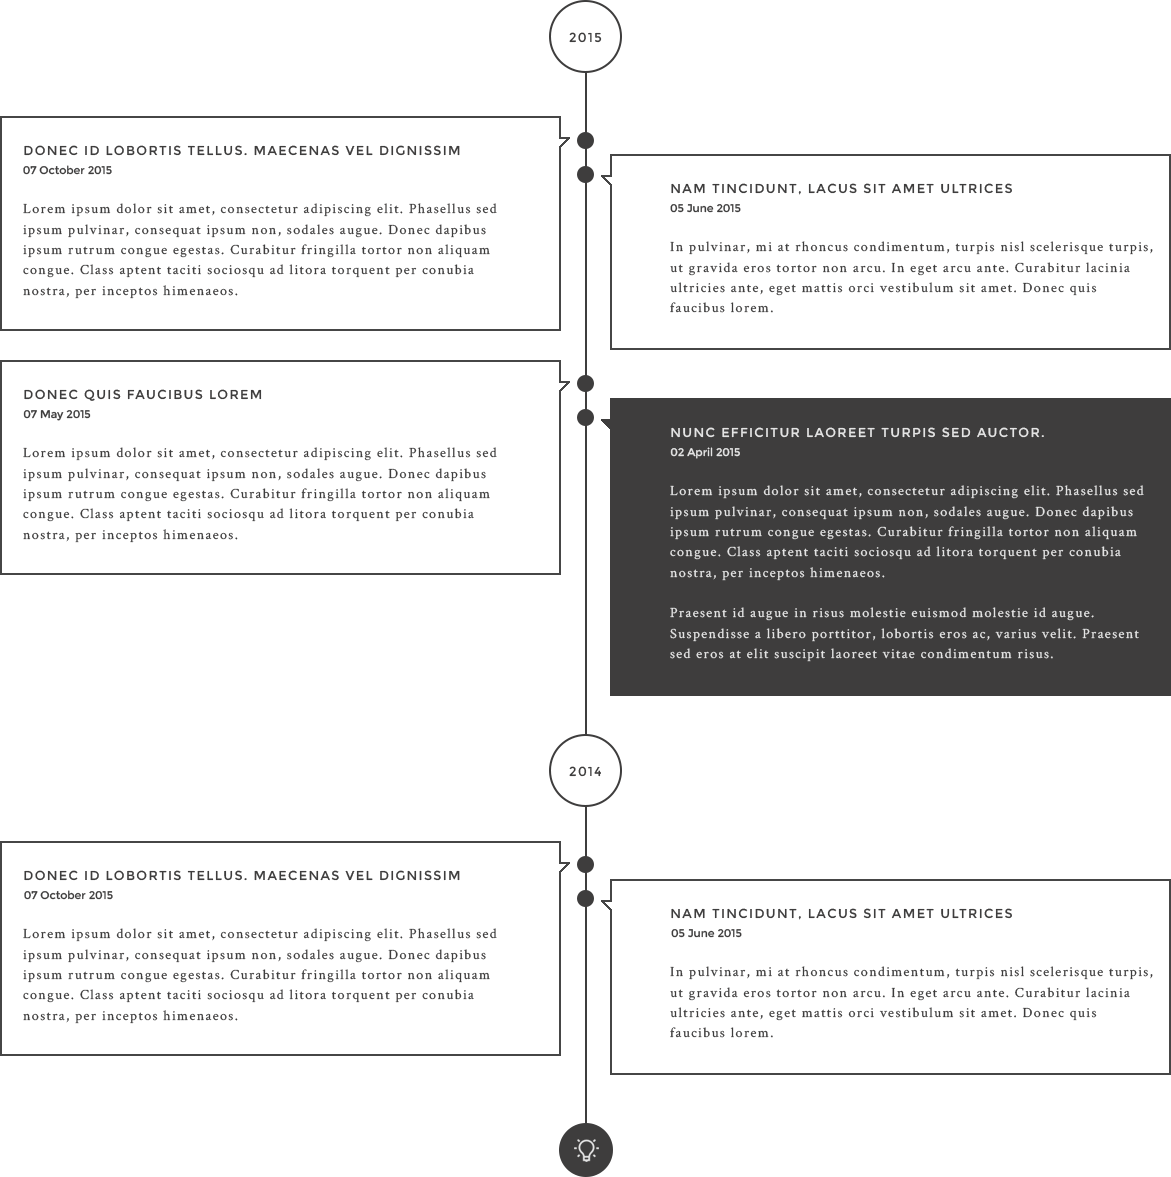 2015
DONEC ID LOBORTIS TELLUS. MAECENAS VEL DIGNISSIM
07 October 2015
Lorem ipsum dolor sit amet, consectetur adipiscing elit. Phasellus sed
ipsum pulvinar, consequat ipsum non, sodales augue. Donec dapibus
ipsum rutrum congue egestas. Curabitur fringilla tortor non aliquam
congue. Class aptent taciti sociosqu ad litora torquent per conubia
nostra, per inceptos himenaeos.
NAM TINCIDUNT, LACUS SIT AMET ULTRICES
05 June 2015
In pulvinar, mi at rhoncus condimentum, turpis nisl scelerisque turpis,
ut gravida eros tortor non arcu. In eget arcu ante. Curabitur lacinia
ultricies ante, eget mattis orci vestibulum sit amet. Donec quis
faucibus lorem.
DONEC QUIS FAUCIBUS LOREM
07 May 2015
Lorem ipsum dolor sit amet, consectetur adipiscing elit. Phasellus sed
ipsum pulvinar, consequat ipsum non, sodales augue. Donec dapibus
ipsum rutrum congue egestas. Curabitur fringilla tortor non aliquam
congue. Class aptent taciti sociosqu ad litora torquent per conubia
nostra, per inceptos himenaeos.
NUNC EFFICITUR LAOREET TURPIS SED AUCTOR.
02 April 2015
Lorem ipsum dolor sit amet, consectetur adipiscing elit. Phasellus sed
ipsum pulvinar, consequat ipsum non, sodales augue. Donec dapibus
ipsum rutrum congue egestas. Curabitur fringilla tortor non aliquam
congue. Class aptent taciti sociosqu ad litora torquent per conubia
nostra, per inceptos himenaeos.
Praesent id augue in risus molestie euismod molestie id augue.
Suspendisse a libero porttitor, lobortis eros ac, varius velit. Praesent
sed eros at elit suscipit laoreet vitae condimentum risus.
2014
DONEC ID LOBORTIS TELLUS. MAECENAS VEL DIGNISSIM
07 October 2015
Lorem ipsum dolor sit amet, consectetur adipiscing elit. Phasellus sed
ipsum pulvinar, consequat ipsum non, sodales augue. Donec dapibus
ipsum rutrum congue egestas. Curabitur fringilla tortor non aliquam
congue. Class aptent taciti sociosqu ad litora torquent per conubia
nostra, per inceptos himenaeos.
NAM TINCIDUNT, LACUS SIT AMET ULTRICES
05 June 2015
In pulvinar, mi at rhoncus condimentum, turpis nisl scelerisque turpis,
ut gravida eros tortor non arcu. In eget arcu ante. Curabitur lacinia
ultricies ante, eget mattis orci vestibulum sit amet. Donec quis
faucibus lorem.